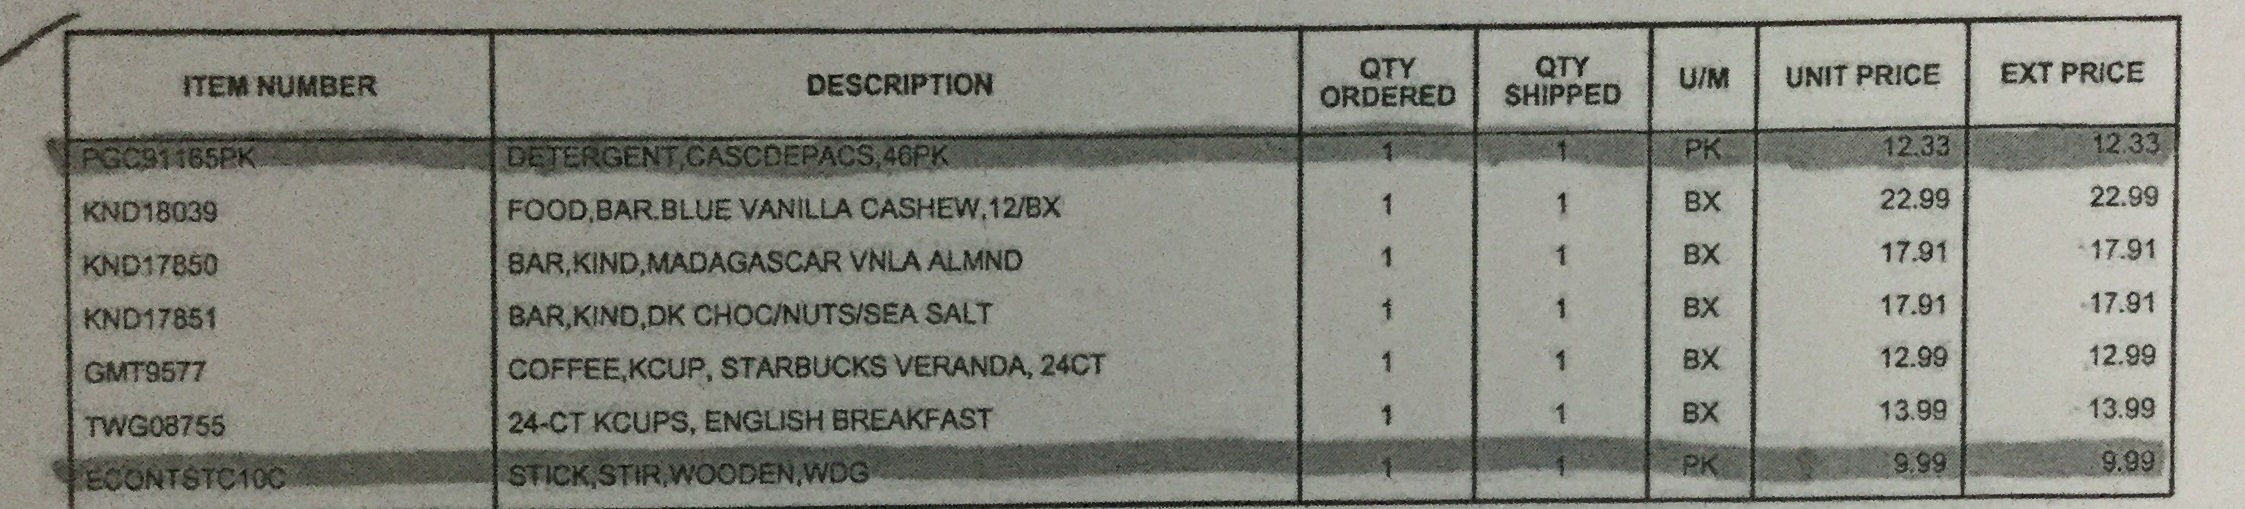 ITEM NUMBER DESCRIPTION QTY ORDERED QTY SHIPPED U/M UNIT PRICE EXT PRICE
PGC91165PK DETERGENT,CASCDEPACS,46PK 1 1 PK 12.33 12.33
KND18039 FOOD,BAR.BLUE VANILLA CASHEW,12/BX 1 1 BX 22.99 22.99
KND17850 BAR,KIND,MADAGASCAR VNLA ALMND 1 1 BX 17.91 17.91
KND17851 BAR,KIND,DK CHOC/NUTS/SEA SALT 1 1 BX 17.91 17.91
GMT9577 COFFEE,KCUP, STARBUCKS VERANDA, 24CT 1 1 BX 12.99 12.99
TWG08755 24-CT KCUPS, ENGLISH BREAKFAST 1 1 BX 13.99 13.99
ECONTSTC10C STICK,STIR,WOODEN,WDG 1 1 PK 9.99 9.99